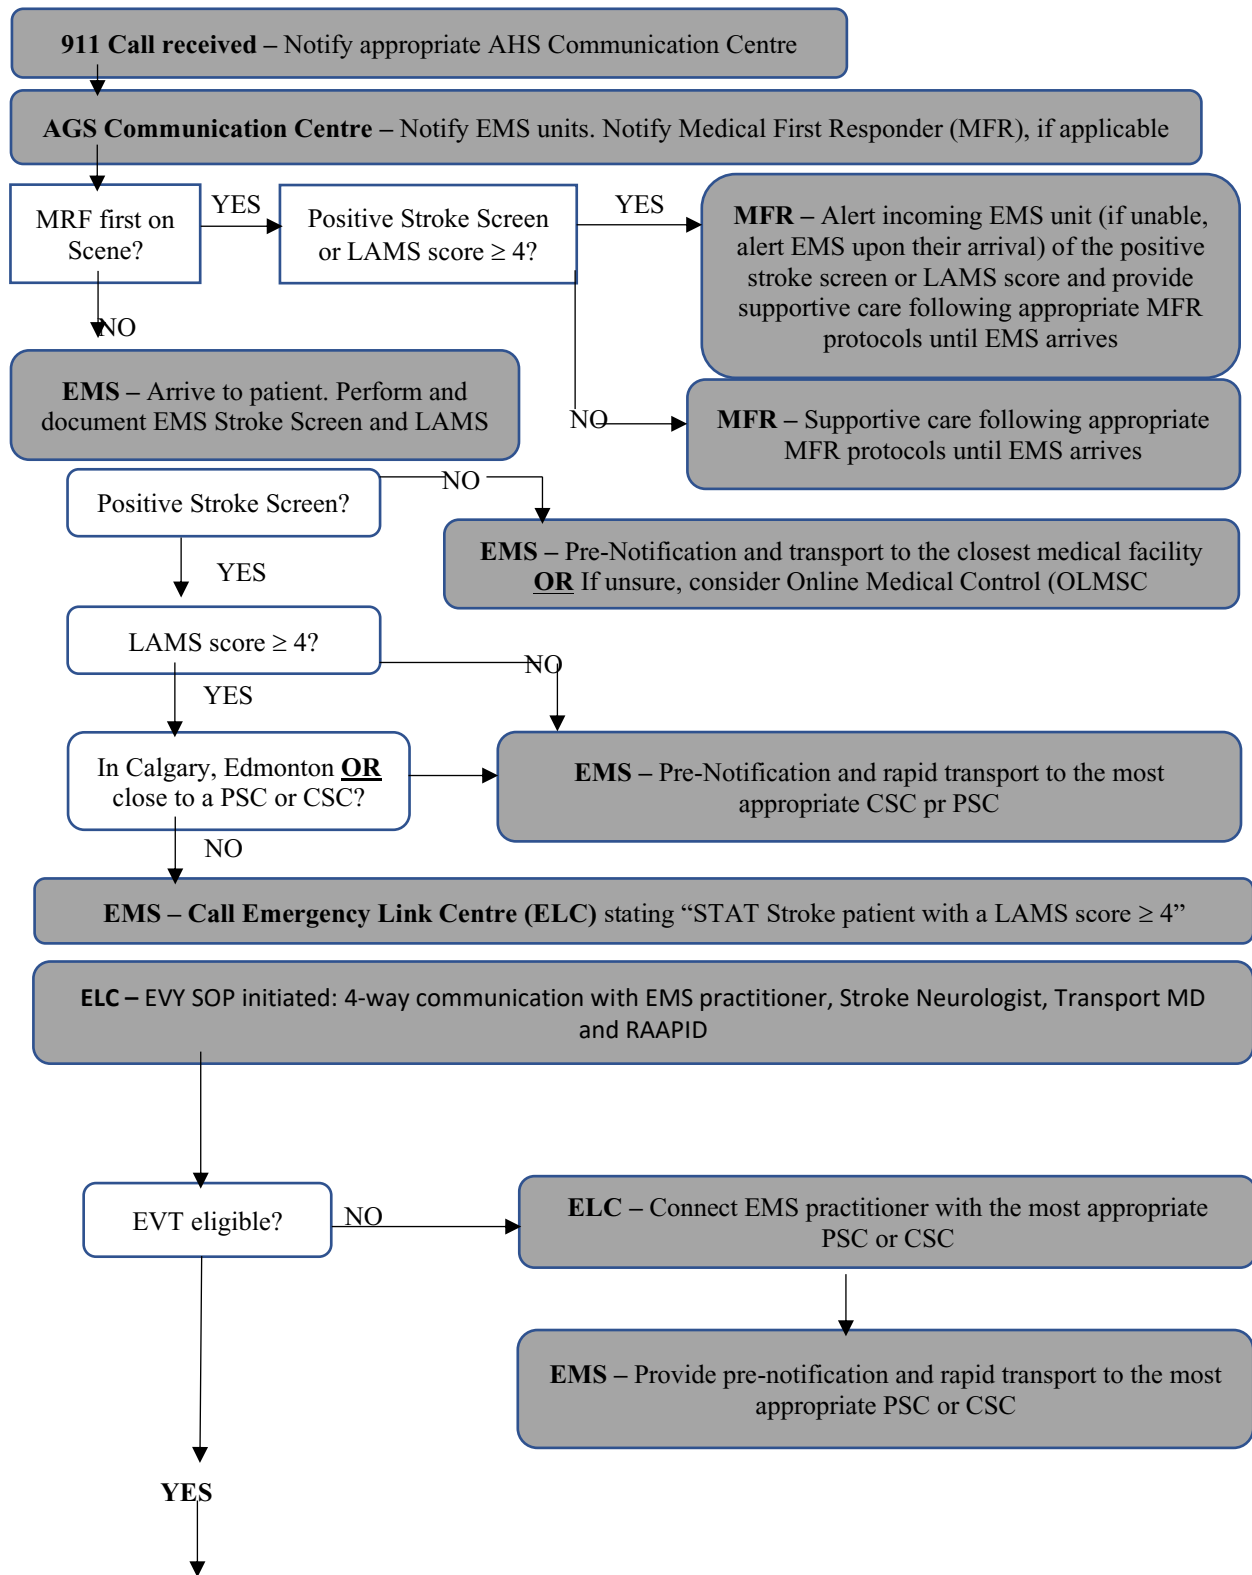 911 Call received – Notify appropriate AHS Communication Centre
AGS Communication Centre – Notify EMS units. Notify Medical First Responder (MFR), if applicable
MRF first on
Scene?
YES
Positive Stroke Screen
or LAMS score ≥ 4?
YES
MFR – Alert incoming EMS unit (if unable,
alert EMS upon their arrival) of the positive
stroke screen or LAMS score and provide
supportive care following appropriate MFR
protocols until EMS arrives
NO
EMS – Arrive to patient. Perform and
document EMS Stroke Screen and LAMS
NO
MFR – Supportive care following appropriate
MFR protocols until EMS arrives
Positive Stroke Screen?
NO
EMS – Pre-Notification and transport to the closest medical facility
OR If unsure, consider Online Medical Control (OLMSC
YES
LAMS score ≥ 4?
NO
YES
In Calgary, Edmonton OR
close to a PSC or CSC?
EMS – Pre-Notification and rapid transport to the most
appropriate CSC pr PSC
NO
EMS – Call Emergency Link Centre (ELC) stating “STAT Stroke patient with a LAMS score ≥ 4”
ELC – EVY SOP initiated: 4-way communication with EMS practitioner, Stroke Neurologist, Transport MD
and RAAPID
EVT eligible?
NO
ELC – Connect EMS practitioner with the most appropriate
PSC or CSC
EMS – Provide pre-notification and rapid transport to the most
appropriate PSC or CSC
YES